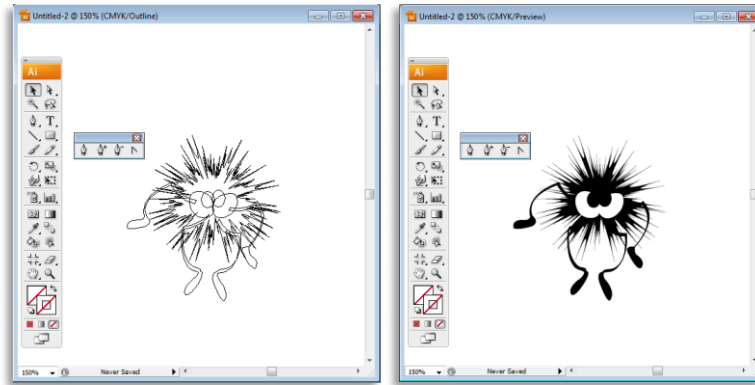 Untitled-2 @ 150% (CMYK/Outline)
Ai
T
150%
Never Saved
Untitled-2 @ 150% (CMYK/Preview)
Ai
T
150%
Never Saved